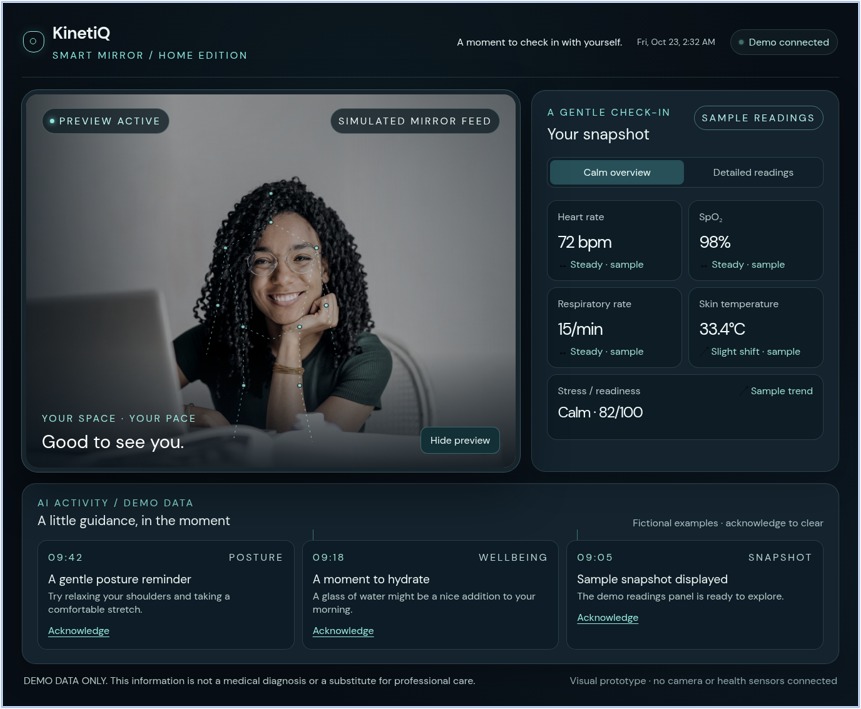 KinetiQ
SMART MIRROR / HOME EDITION
A moment to check in with yourself.
Fri, Oct 23, 2:32 AM
Demo connected
PREVIEW ACTIVE
SIMULATED MIRROR FEED
YOUR SPACE · YOUR PACE
Good to see you.
Hide preview
A GENTLE CHECK-IN
Your snapshot
SAMPLE READINGS
Calm overview
Detailed readings
Heart rate
72 bpm
Steady · sample
SpO₂
98%
Steady · sample
Respiratory rate
15/min
Steady · sample
Skin temperature
33.4°C
Slight shift · sample
Stress / readiness
Sample trend
Calm · 82/100
AI ACTIVITY / DEMO DATA
A little guidance, in the moment
Fictional examples · acknowledge to clear
09:42
POSTURE
A gentle posture reminder
Try relaxing your shoulders and taking a
comfortable stretch.
Acknowledge
09:18
WELLBEING
A moment to hydrate
A glass of water might be a nice addition to your
morning.
Acknowledge
09:05
SNAPSHOT
Sample snapshot displayed
The demo readings panel is ready to explore.
Acknowledge
DEMO DATA ONLY. This information is not a medical diagnosis or a substitute for professional care.
Visual prototype · no camera or health sensors connected